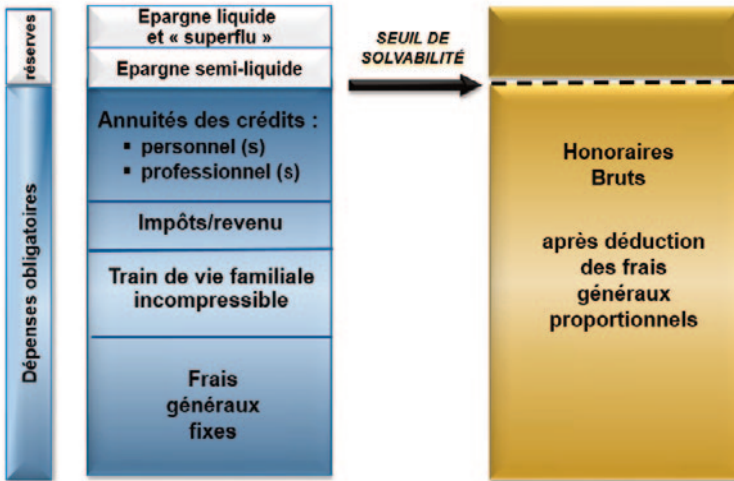 réserves
Dépenses obligatoires
Epargne liquide
et « superflu »
Epargne semi-liquide
Annuités des crédits :
▪ personnel (s)
▪ professionnel (s)
Impôts/revenu
Train de vie familiale
incompressible
Frais
généraux
fixes
SEUIL DE
SOLVABILITÉ
Honoraires
Bruts
après déduction
des frais
généraux
proportionnels